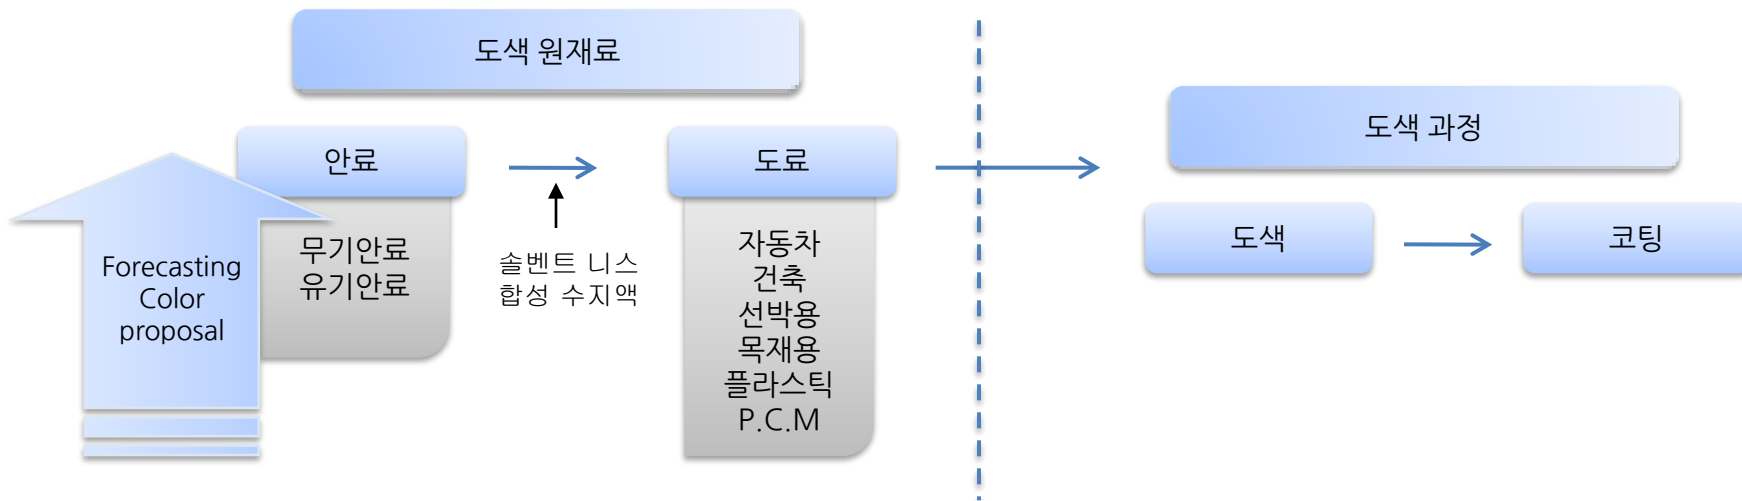 도색 원재료
안료
무기안료
유기안료
Forecasting
Color
proposal
솔벤트 니스
합성 수지액
도료
자동차
건축
선박용
목재용
플라스틱
P.C.M
도색 과정
도색
코팅